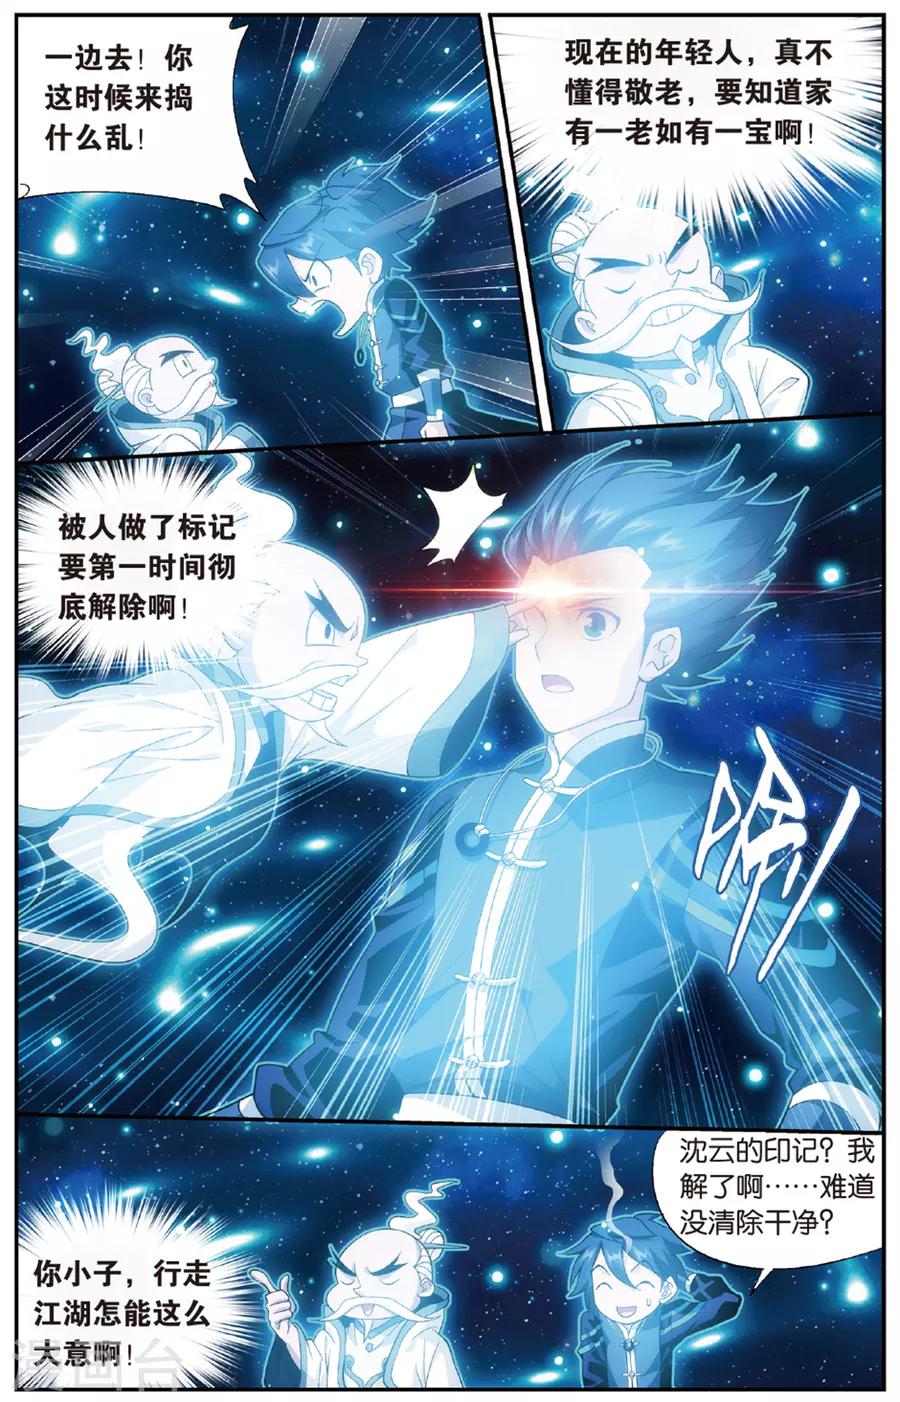 一边去！你
这时候来捣
什么乱！
现在的年轻人，真不
懂得敬老，要知道家
有一老如有一宝啊！
被人做了标记
要第一时间彻
底解除啊！
唰
沈云的印记？我
解了啊……难道
没清除干净？
你小子，行走
江湖怎能这么
大意啊！
漫画台